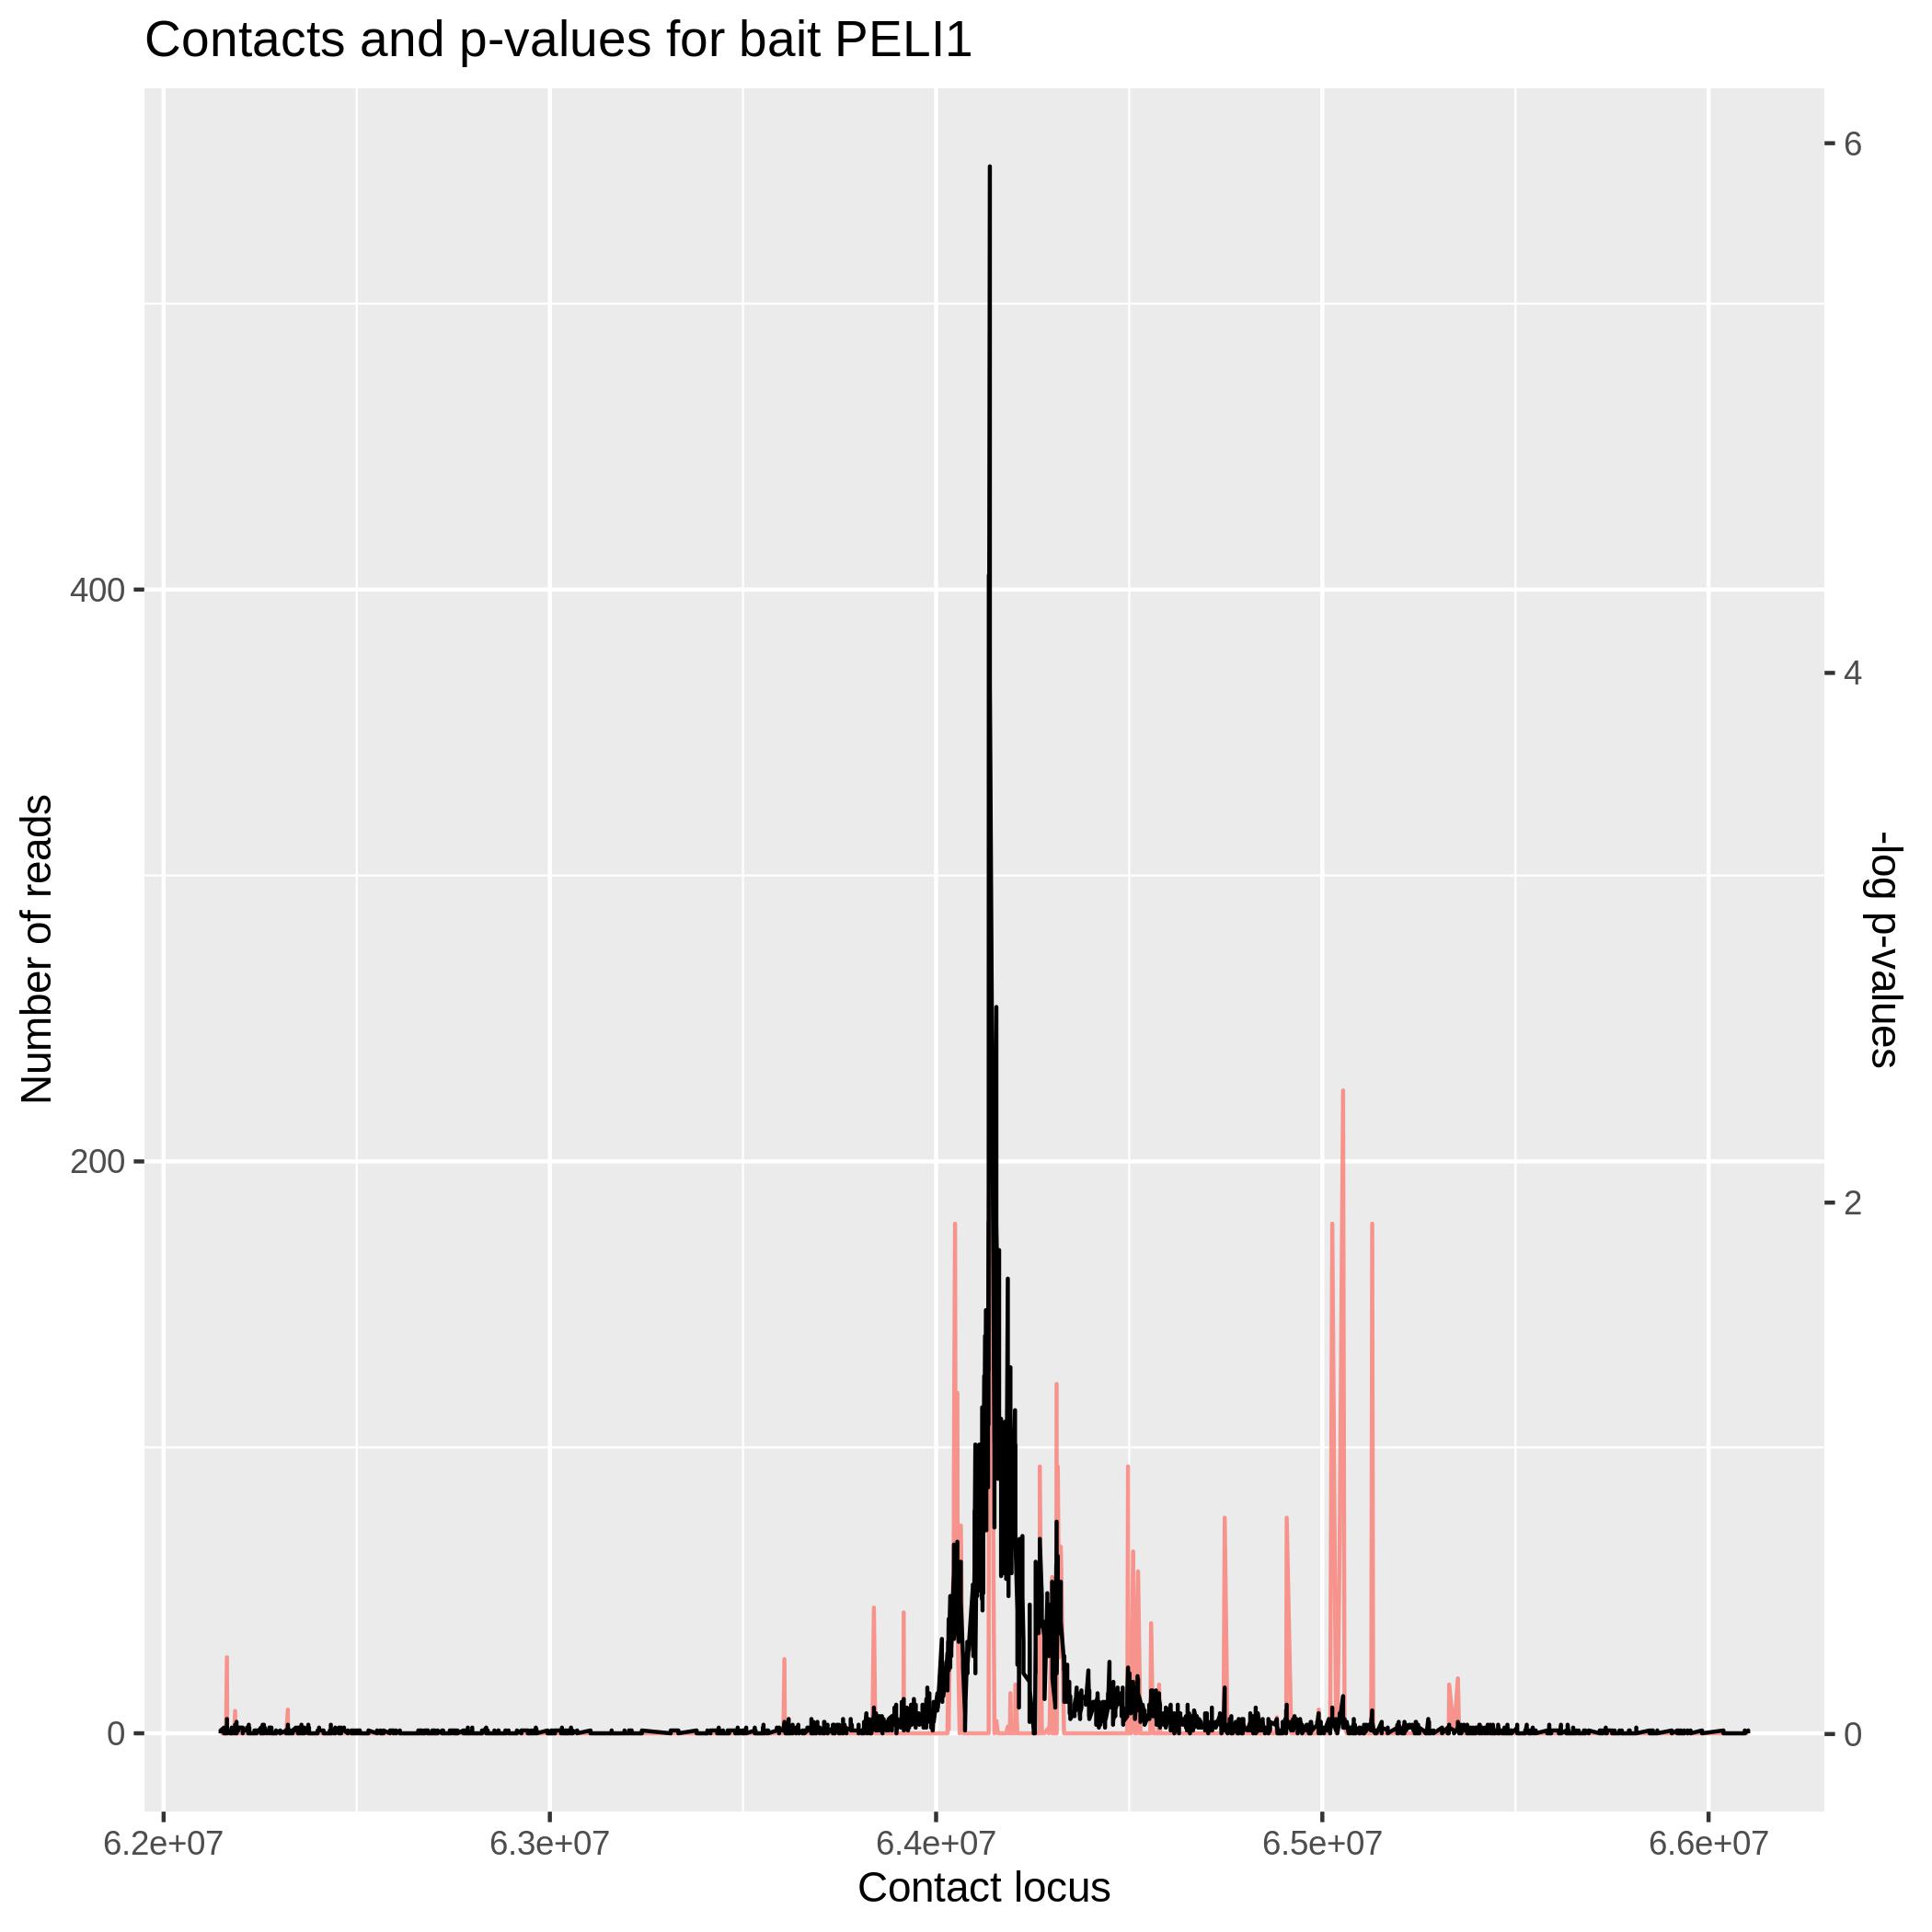 Contacts and p-values for bait PELI1
Number of reads
400
200
0
6
4
2
0
-log p-values
6.2e+07 6.3e+07 6.4e+07 6.5e+07 6.6e+07
Contact locus